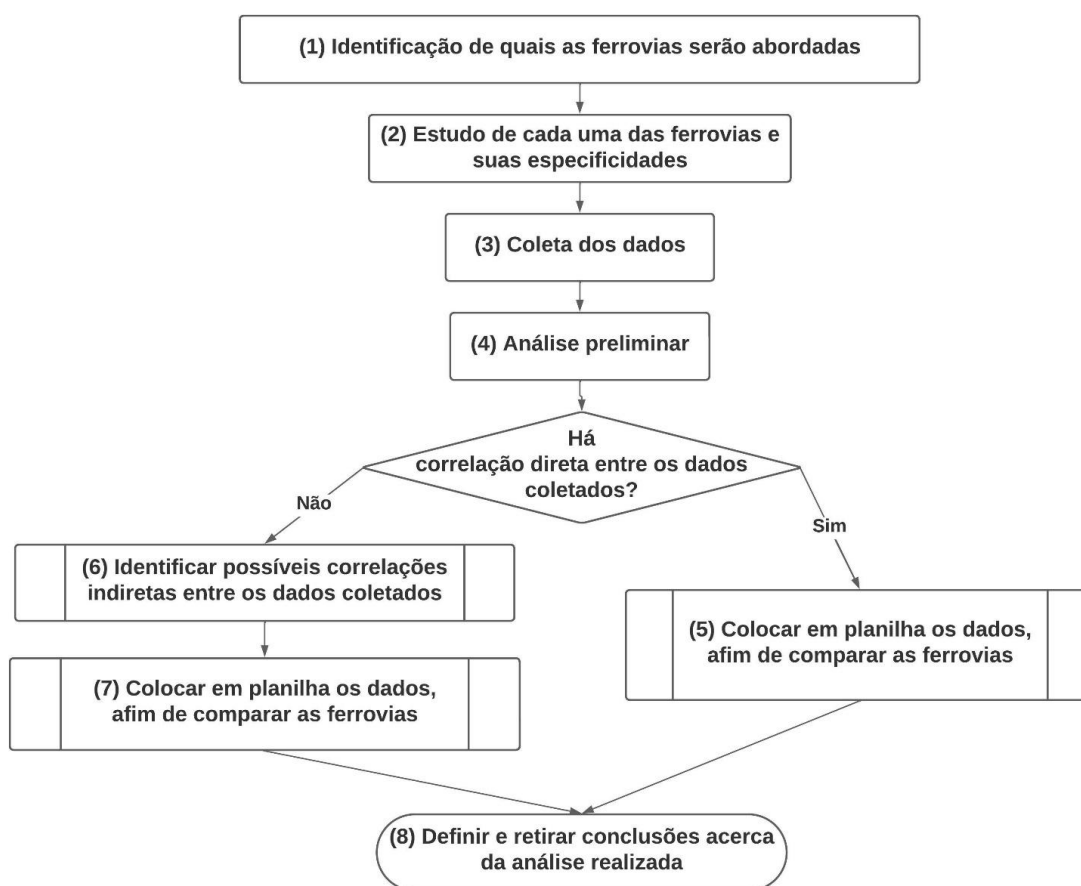 (1) Identificação de quais as ferrovias serão abordadas
(2) Estudo de cada uma das ferrovias e
suas especificidades
(3) Coleta dos dados
(4) Análise preliminar
Há
correlação direta entre os dados
coletados?
Não
Sim
(6) Identificar possíveis correlações
indiretas entre os dados coletados
(5) Colocar em planilha os dados,
afim de comparar as ferrovias
(7) Colocar em planilha os dados,
afim de comparar as ferrovias
(8) Definir e retirar conclusões acerca
da análise realizada